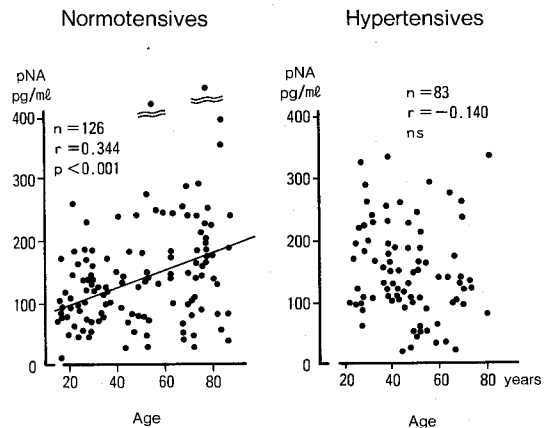 Normotensives
pNA
pg/mℓ
400
300
200
100
0
n=126
r=0.344
p<0.001
20
40
60
80
Age
Hypertensives
pNA
pg/mℓ
400
300
200
100
0
n=83
r=-0.140
ns
20
40
60
80 years
Age